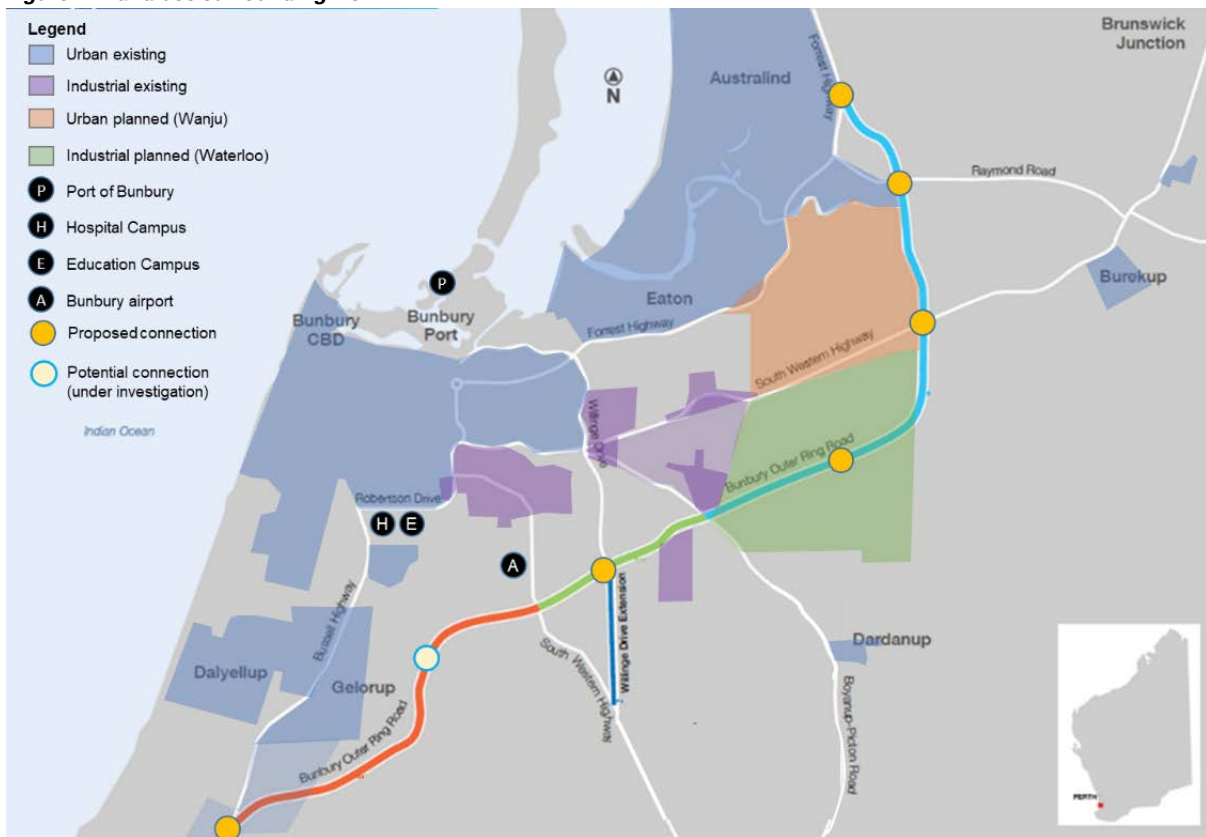 Legend
Urban existing
Industrial existing
Urban planned (Wanju)
Industrial planned (Waterloo)
P
Port of Bunbury
H
Hospital Campus
E
Education Campus
A
Bunbury airport
Proposed connection
Potential connection
(under investigation)
Indian Ocean
N
Brunswick
Junction
Australind
Forrest Highway
Raymond Road
Burekup
Eaton
Forrest Highway
P
Bunbury
Port
Bunbury
CBD
South Western Highway
Willinge Drive
Bunbury Outer Ring Road
Robertson Drive
H
E
A
Bussell Highway
Willinge Drive Extension
South Western Highway
Dardanup
Boyanup-Picton Road
Dalyellup
Gelorup
Bunbury Outer Ring Road
PERTH